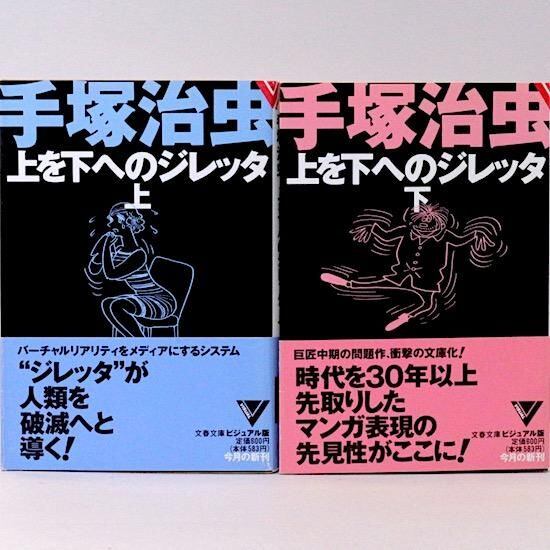 手塚治虫
上を下へのジレッタ
上
バーチャルリアリティをメディアにするシステム
“ジレッタ”が
人類を
破滅へと
導く!
文春文庫ビジュアル版
定価600円
(本体583円)
今月の新刊
手塚治虫
上を下へのジレッタ
下
巨匠中期の問題作、衝撃の文庫化!
時代を30年以上
先取りした
マンガ表現の
先見性がここに!
文春文庫ビジュアル版
定価600円
(本体583円)
今月の新刊